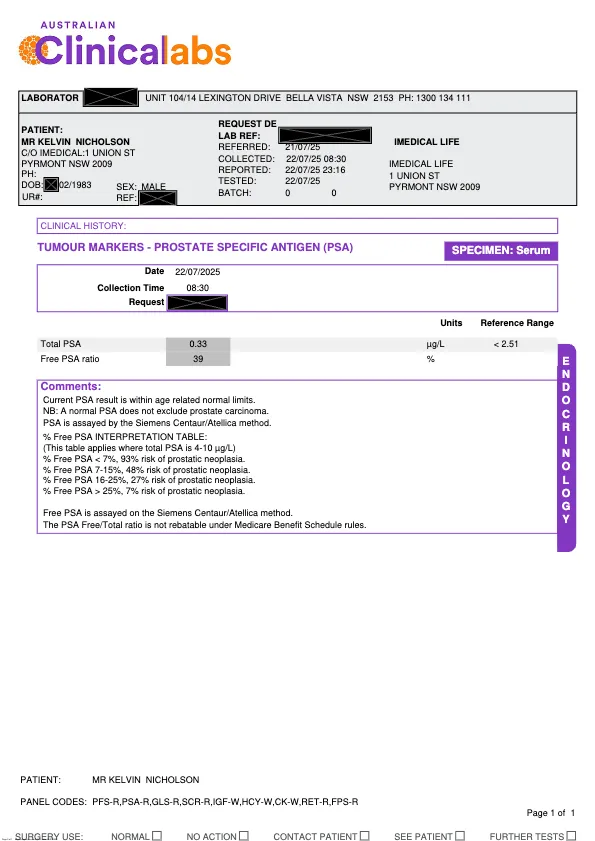 AUSTRALIAN
Clinicalabs
LABORATOR UNIT 104/14 LEXINGTON DRIVE BELLA VISTA NSW 2153 PH: 1300 134 111
PATIENT:
MR KELVIN NICHOLSON
C/O IMEDICAL:1 UNION ST
PYRMONT NSW 2009
PH:
DOB: 02/1983 SEX: MALE
UR#: REF:
REQUEST DE
LAB REF:
REFERRED: 21/07/25
COLLECTED: 22/07/25 08:30
REPORTED: 22/07/25 23:16
TESTED: 22/07/25
BATCH: 0 0
IMEDICAL LIFE
IMEDICAL LIFE
1 UNION ST
PYRMONT NSW 2009
CLINICAL HISTORY:
TUMOUR MARKERS - PROSTATE SPECIFIC ANTIGEN (PSA)
SPECIMEN: Serum
Date 22/07/2025
Collection Time 08:30
Request
Units Reference Range
Total PSA 0.33 µg/L < 2.51
Free PSA ratio 39 %
Comments:
Current PSA result is within age related normal limits.
NB: A normal PSA does not exclude prostate carcinoma.
PSA is assayed by the Siemens Centaur/Atellica method.
% Free PSA INTERPRETATION TABLE:
(This table applies where total PSA is 4-10 µg/L)
% Free PSA < 7%, 93% risk of prostatic neoplasia.
% Free PSA 7-15%, 48% risk of prostatic neoplasia.
% Free PSA 16-25%, 27% risk of prostatic neoplasia.
% Free PSA > 25%, 7% risk of prostatic neoplasia.
Free PSA is assayed on the Siemens Centaur/Atellica method.
The PSA Free/Total ratio is not rebatable under Medicare Benefit Schedule rules.
ENDOCRINOLOGY
PATIENT: MR KELVIN NICHOLSON
PANEL CODES: PFS-R,PSA-R,GLS-R,SCR-R,IGF-W,HCY-W,CK-W,RET-R,FPS-R
Page 1 of 1
SURGERY USE: NORMAL NO ACTION CONTACT PATIENT SEE PATIENT FURTHER TESTS